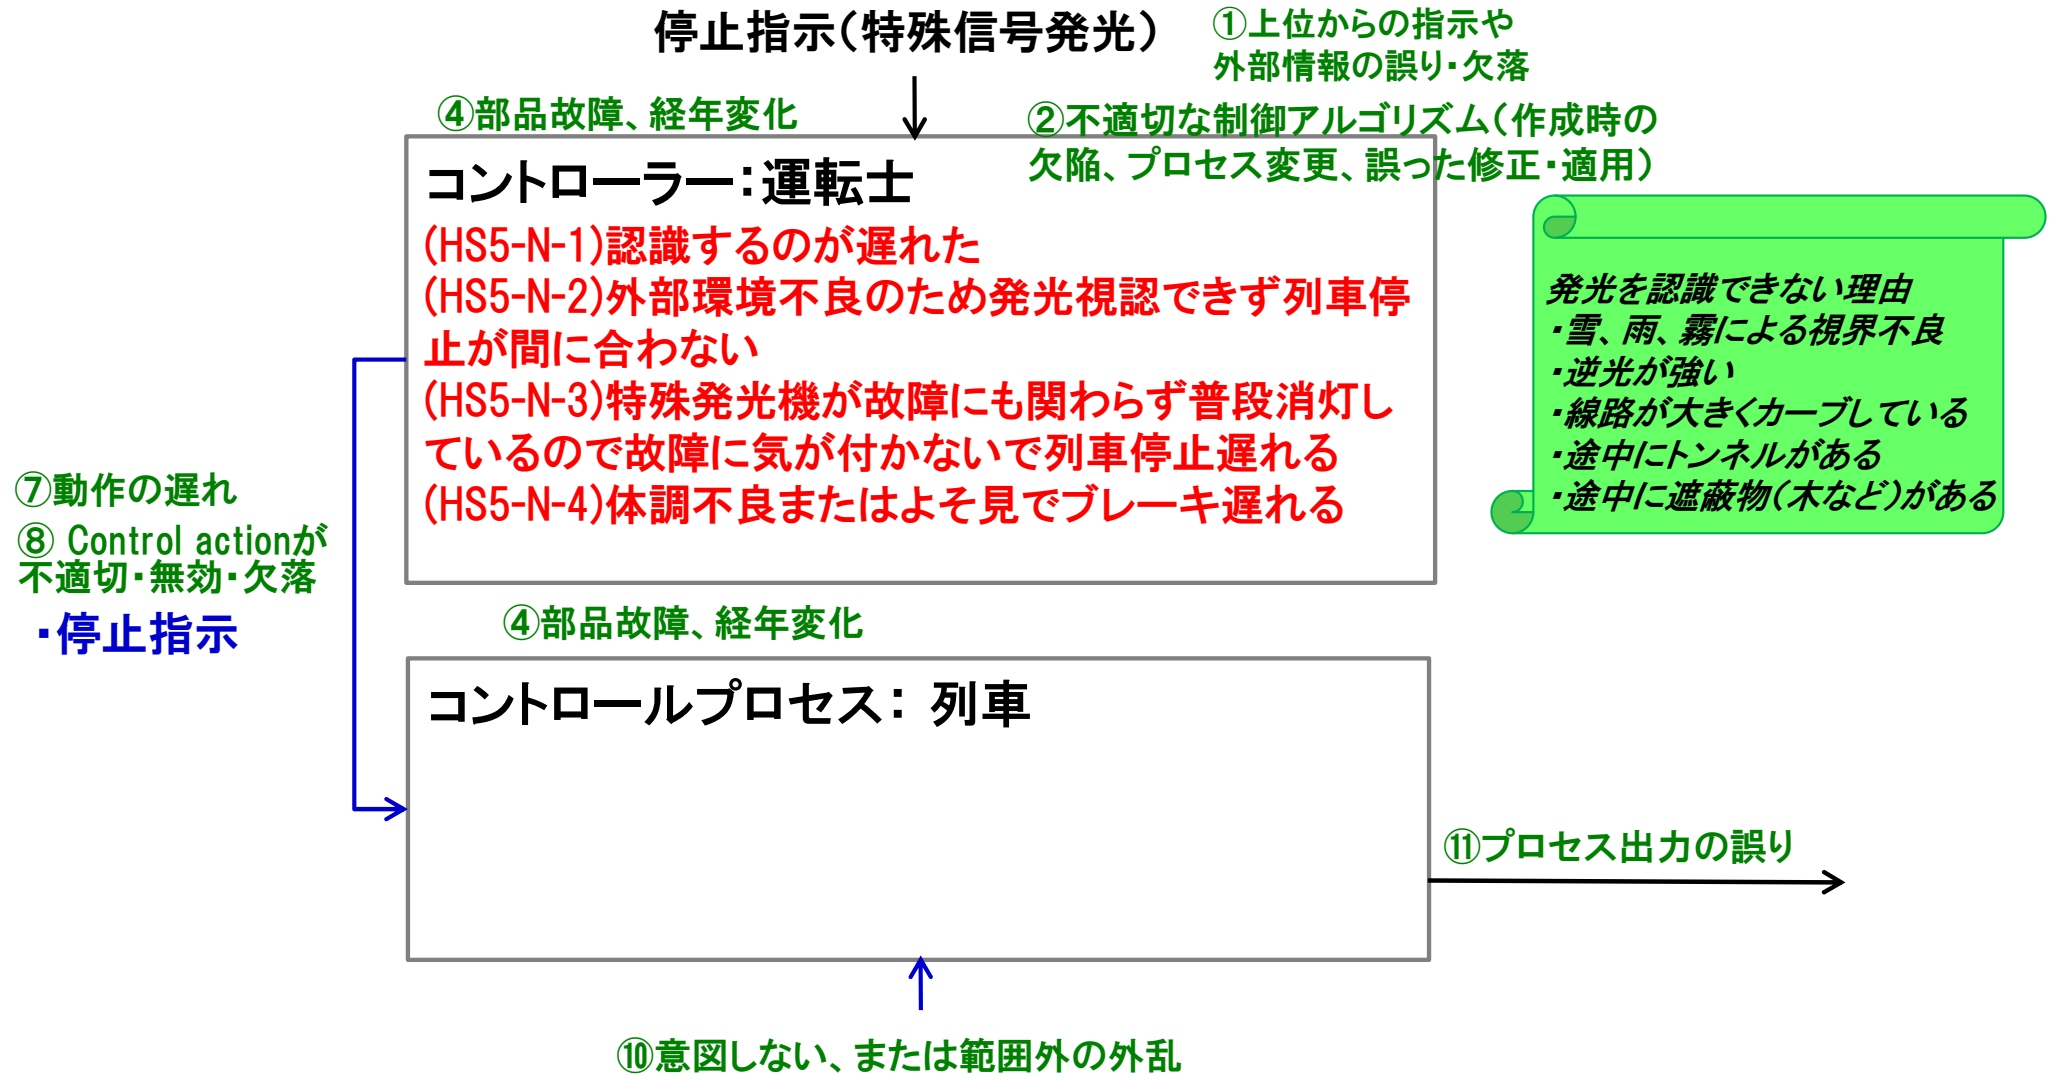 停止指示(特殊信号発光)
①上位からの指示や
外部情報の誤り・欠落
④部品故障、経年変化
②不適切な制御アルゴリズム(作成時の
欠陥、プロセス変更、誤った修正・適用)
コントローラー:運転士
(HS5-N-1)認識するのが遅れた
(HS5-N-2)外部環境不良のため発光視認できず列車停
止が間に合わない
(HS5-N-3)特殊発光機が故障にも関わらず普段消灯し
ているので故障に気が付かないで列車停止遅れる
(HS5-N-4)体調不良またはよそ見でブレーキ遅れる
発光を認識できない理由
・雪、雨、霧による視界不良
・逆光が強い
・線路が大きくカーブしている
・途中にトンネルがある
・途中に遮蔽物(木など)がある
⑦動作の遅れ
⑧ Control actionが
不適切・無効・欠落
・停止指示
④部品故障、経年変化
コントロールプロセス: 列車
⑪プロセス出力の誤り
⑩意図しない、または範囲外の外乱